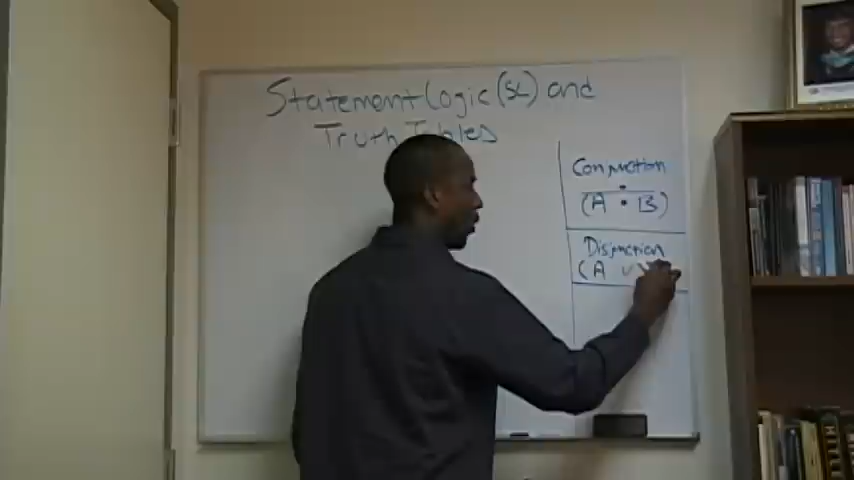 Statement Logic (SL) and
Truth Tables
Conjunction
(A • B)
Disjunction
(A v